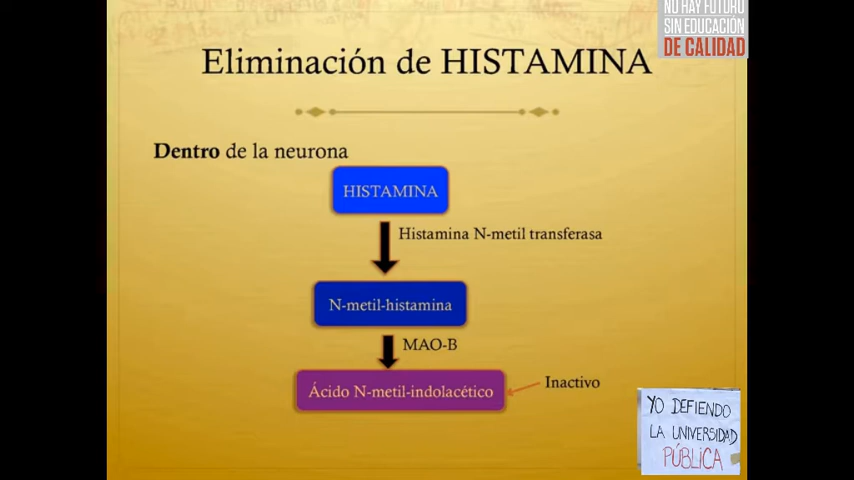 NO HAY FUTURO
SIN EDUCACIÓN
DE CALIDAD
Eliminación de HISTAMINA
Dentro de la neurona
HISTAMINA
Histamina N-metil transferasa
N-metil-histamina
MAO-B
Ácido N-metil-indolacético
Inactivo
YO DEFIENDO
LA UNIVERSIDAD
PÚBLICA